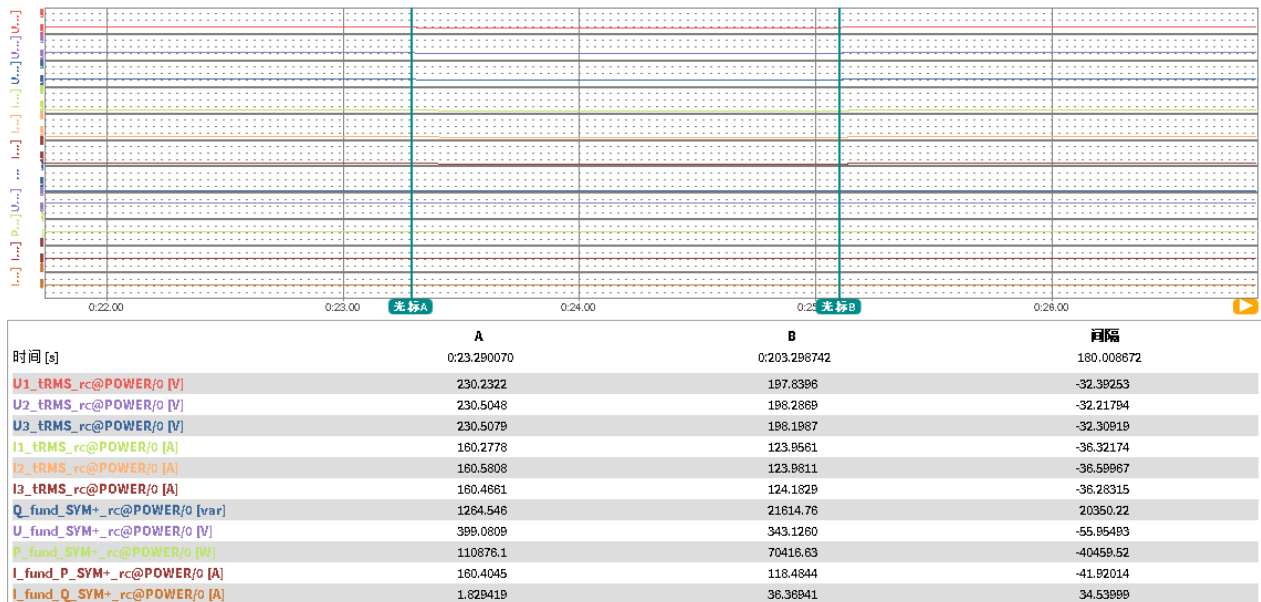 U...]
U...]
U...]
I...]
I...]
I...]
...
U...]
P...]
I...]
I...]
0:22.00 0:23.00 光标A 0:24.00 0:25 光标B 0:26.00
A B 间隔
时间 [s] 0:23.290070 0:203.298742 180.008672
U1_tRMS_rc@POWER/0 [V] 230.2322 197.8396 -32.39253
U2_tRMS_rc@POWER/0 [V] 230.5048 198.2869 -32.21794
U3_tRMS_rc@POWER/0 [V] 230.5079 198.1987 -32.30919
I1_tRMS_rc@POWER/0 [A] 160.2778 123.9561 -36.32174
I2_tRMS_rc@POWER/0 [A] 160.5808 123.9811 -36.59967
I3_tRMS_rc@POWER/0 [A] 160.4661 124.1829 -36.28315
Q_fund_SYM+_rc@POWER/0 [var] 1264.546 21614.76 20350.22
U_fund_SYM+_rc@POWER/0 [V] 399.0809 343.1260 -55.95493
P_fund_SYM+_rc@POWER/0 [W] 110876.1 70416.63 -40459.52
I_fund_P_SYM+_rc@POWER/0 [A] 160.4045 118.4844 -41.92014
I_fund_Q_SYM+_rc@POWER/0 [A] 1.829419 36.36941 34.53999